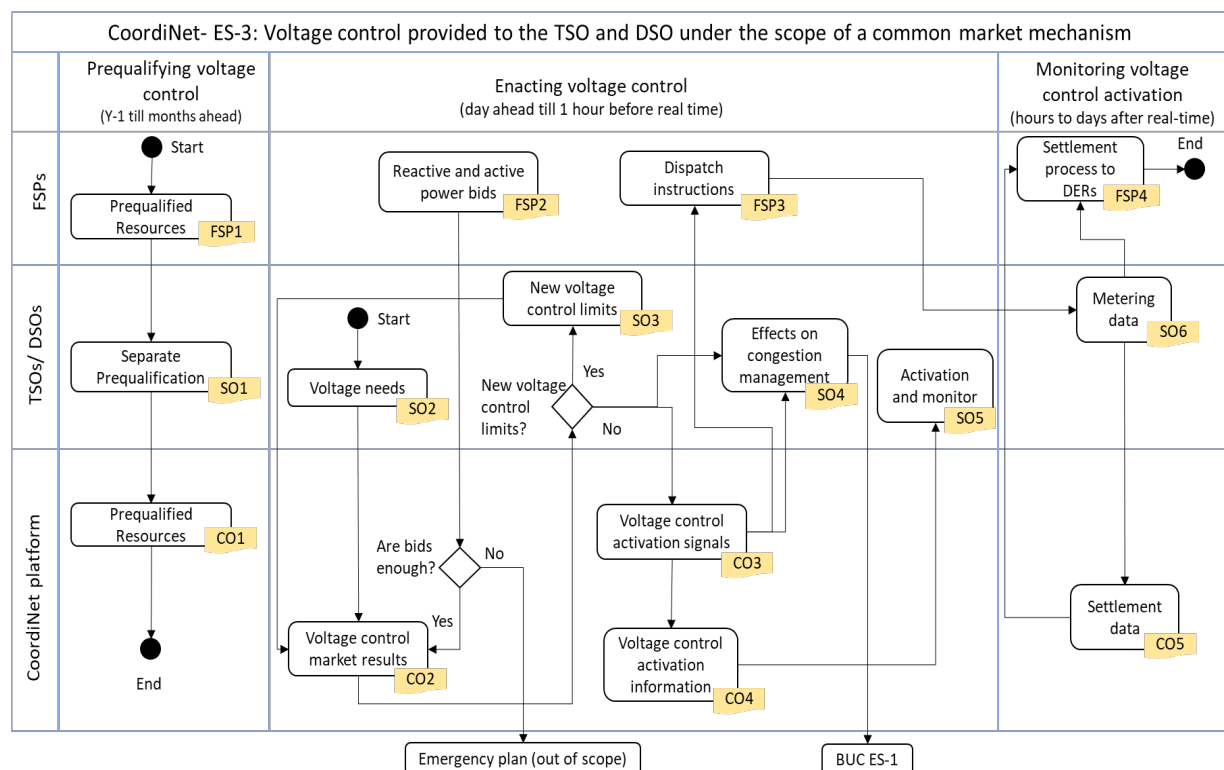 CoordiNet- ES-3: Voltage control provided to the TSO and DSO under the scope of a common market mechanism
Prequalifying voltage
control
(Y-1 till months ahead)
Enacting voltage control
(day ahead till 1 hour before real time)
Monitoring voltage
control activation
(hours to days after real-time)
FSPs
Start
Prequalified
Resources
FSP1
Reactive and active
power bids
FSP2
Dispatch
instructions
FSP3
Settlement
process to
DERs
FSP4
End
TSOs/ DSOs
Separate
Prequalification
SO1
Start
Voltage needs
SO2
New voltage
control limits
SO3
New voltage
control
limits?
Yes
No
Effects on
congestion
management
SO4
Activation
and monitor
SO5
Metering
data
SO6
CoordiNet platform
Prequalified
Resources
CO1
End
Are bids
enough?
No
Yes
Voltage control
market results
CO2
Voltage control
activation signals
CO3
Voltage control
activation
information
CO4
Settlement
data
CO5
Emergency plan (out of scope)
BUC ES-1